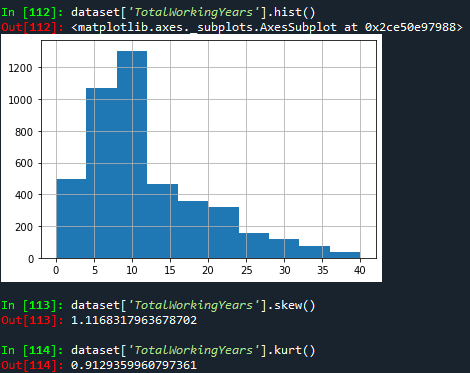 In [112]: dataset['TotalWorkingYears'].hist()
Out[112]: <matplotlib.axes._subplots.AxesSubplot at 0x2ce50e97988>
1200
1000
800
600
400
200
0
0 5 10 15 20 25 30 35 40
In [113]: dataset['TotalWorkingYears'].skew()
Out[113]: 1.1168317963678702
In [114]: dataset['TotalWorkingYears'].kurt()
Out[114]: 0.9129359960797361